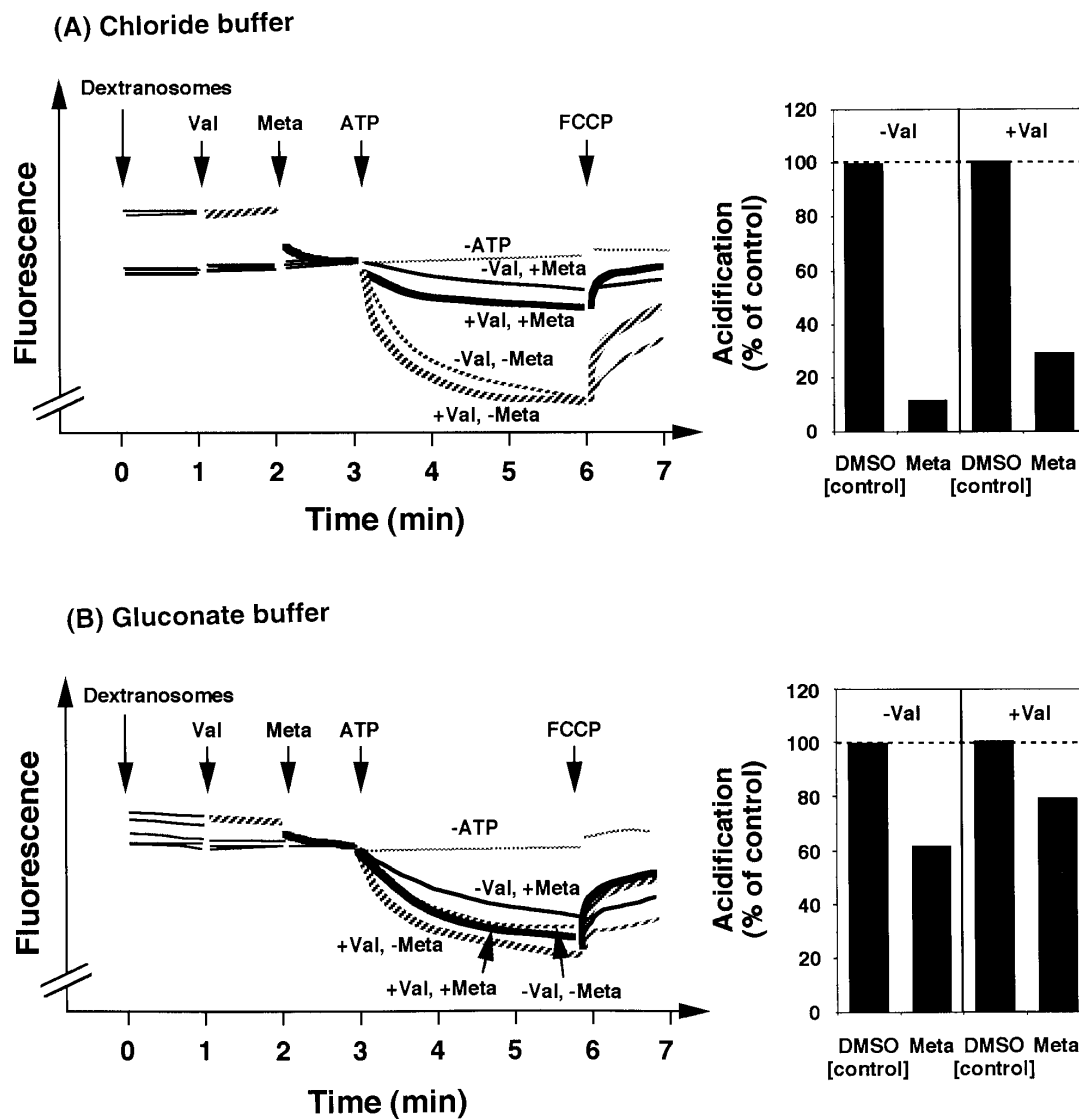 (A) Chloride buffer
Dextranosomes
Val Meta ATP FCCP
Fluorescence
-ATP
-Val, +Meta
+Val, +Meta
-Val, -Meta
+Val, -Meta
0 1 2 3 4 5 6 7
Time (min)
Acidification
(% of control)
120
100
80
60
40
20
0
-Val +Val
DMSO Meta DMSO Meta
[control] [control]
(B) Gluconate buffer
Dextranosomes
Val Meta ATP FCCP
Fluorescence
-ATP
-Val, +Meta
+Val, -Meta
+Val, +Meta -Val, -Meta
0 1 2 3 4 5 6 7
Time (min)
Acidification
(% of control)
120
100
80
60
40
20
0
-Val +Val
DMSO Meta DMSO Meta
[control] [control]